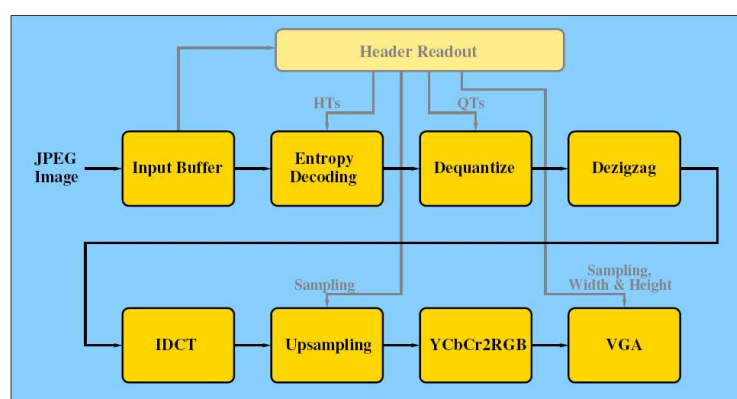 Header Readout
HTs
QTs
JPEG
Image
Input Buffer
Entropy
Decoding
Dequantize
Dezigzag
Sampling
Sampling,
Width & Height
IDCT
Upsampling
YCbCr2RGB
VGA